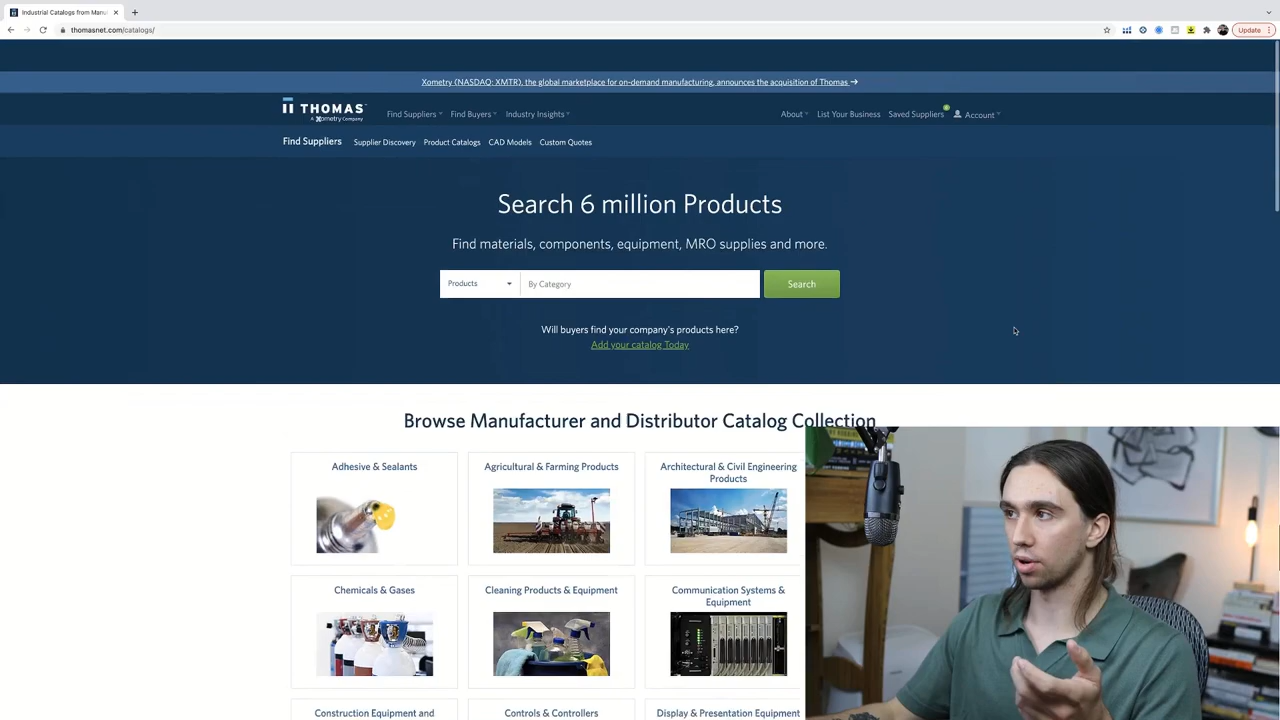 Industrial Catalogs from Manu
thomasnet.com/catalogs/
Update
Xometry (NASDAQ: XMTR), the global marketplace for on-demand manufacturing, announces the acquisition of Thomas →
THOMAS
A Xometry Company
Find Suppliers Find Buyers Industry Insights
About List Your Business Saved Suppliers Account
Find Suppliers Supplier Discovery Product Catalogs CAD Models Custom Quotes
Search 6 million Products
Find materials, components, equipment, MRO supplies and more.
Products By Category Search
Will buyers find your company's products here?
Add your catalog Today
Browse Manufacturer and Distributor Catalog Collection
Adhesive & Sealants
Agricultural & Farming Products
Architectural & Civil Engineering
Products
Chemicals & Gases
Cleaning Products & Equipment
Communication Systems &
Equipment
Construction Equipment and
Controls & Controllers
Display & Presentation Equipment